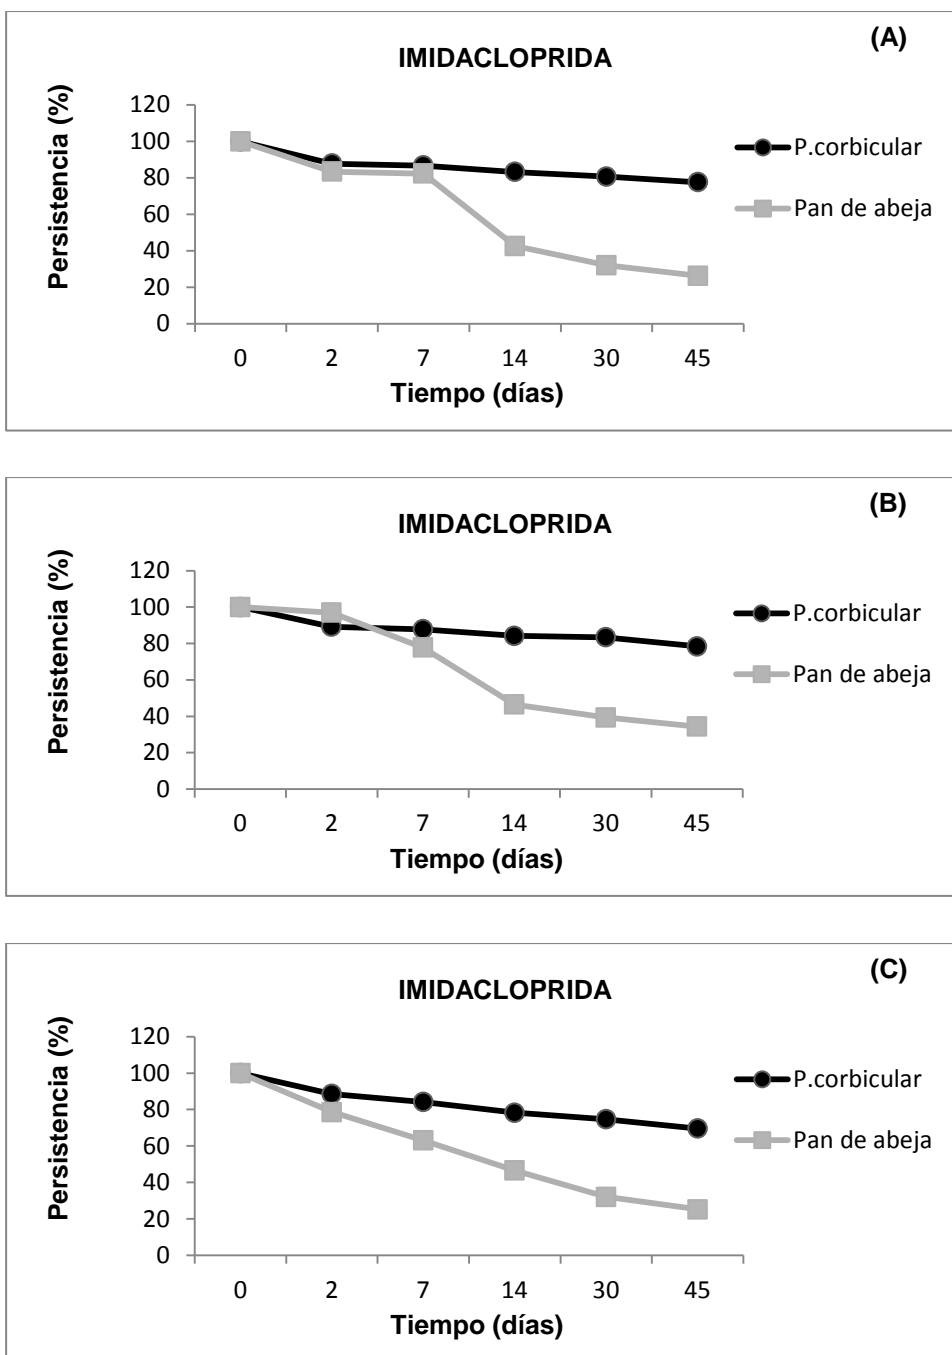 (A)
IMIDACLOPRIDA
Persistencia (%)
120
100
80
60
40
20
0
0 2 7 14 30 45
Tiempo (días)
P.corbicular
Pan de abeja
(B)
IMIDACLOPRIDA
Persistencia (%)
120
100
80
60
40
20
0
0 2 7 14 30 45
Tiempo (días)
P.corbicular
Pan de abeja
(C)
IMIDACLOPRIDA
Persistencia (%)
120
100
80
60
40
20
0
0 2 7 14 30 45
Tiempo (días)
P.corbicular
Pan de abeja